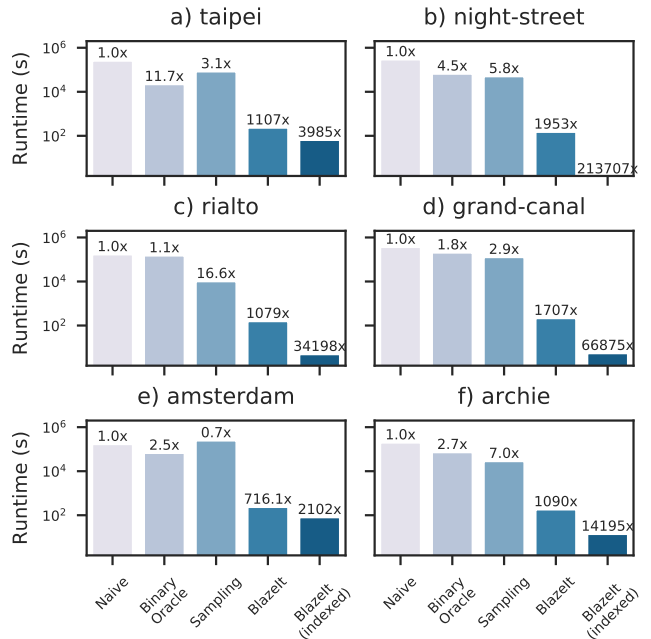 a) taipei
b) night-street
Runtime (s)
10^6
10^4
10^2
1.0x
11.7x
3.1x
1107x
3985x
1.0x
4.5x
5.8x
1953x
213707x
c) rialto
d) grand-canal
Runtime (s)
10^6
10^4
10^2
1.0x
1.1x
16.6x
1079x
34198x
1.0x
1.8x
2.9x
1707x
66875x
e) amsterdam
f) archie
Runtime (s)
10^6
10^4
10^2
1.0x
2.5x
0.7x
716.1x
2102x
1.0x
2.7x
7.0x
1090x
14195x
Naive
Binary
Oracle
Sampling
BlazeIt
BlazeIt
(indexed)
Naive
Binary
Oracle
Sampling
BlazeIt
BlazeIt
(indexed)